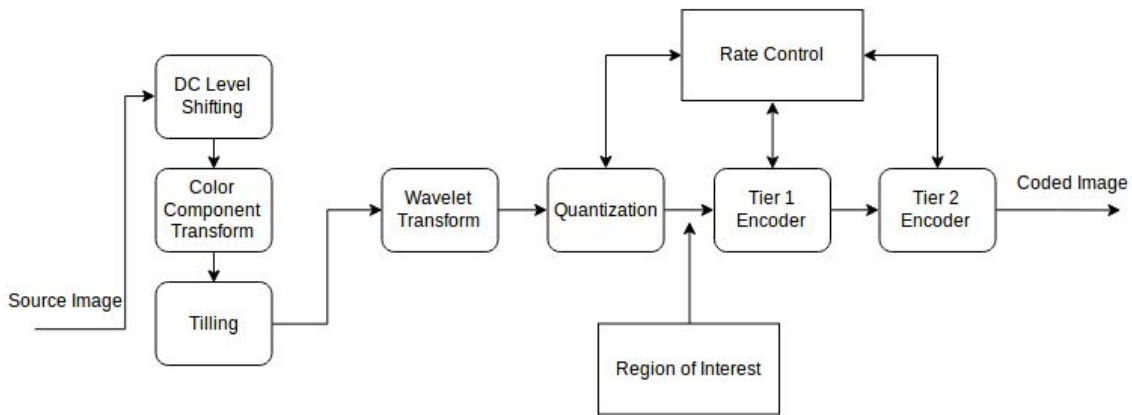 Rate Control
DC Level
Shifting
Color
Component
Transform
Wavelet
Transform
Quantization
Tier 1
Encoder
Tier 2
Encoder
Coded Image
Source Image
Tilling
Region of Interest